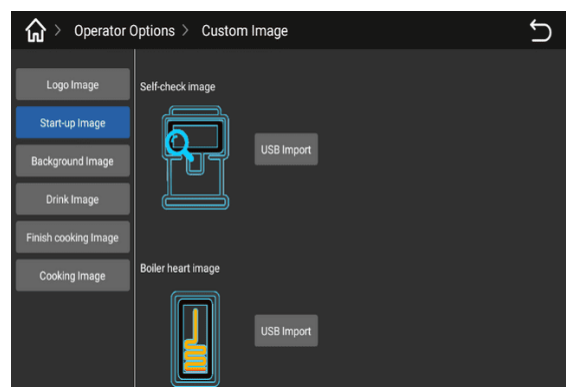 > Operator Options > Custom Image
Logo Image
Start-up Image
Background Image
Drink Image
Finish cooking Image
Cooking Image
Self-check image
USB Import
Boiler heart image
USB Import